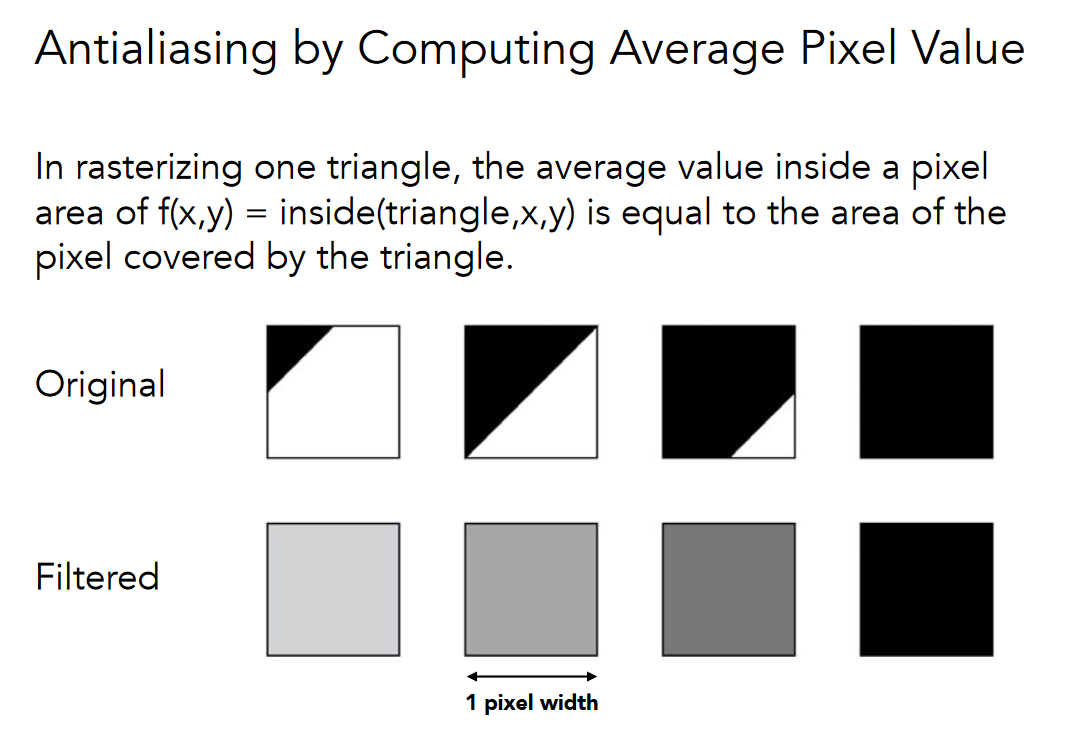 Antialiasing by Computing Average Pixel Value
In rasterizing one triangle, the average value inside a pixel
area of f(x,y) = inside(triangle,x,y) is equal to the area of the
pixel covered by the triangle.
Original
Filtered
1 pixel width